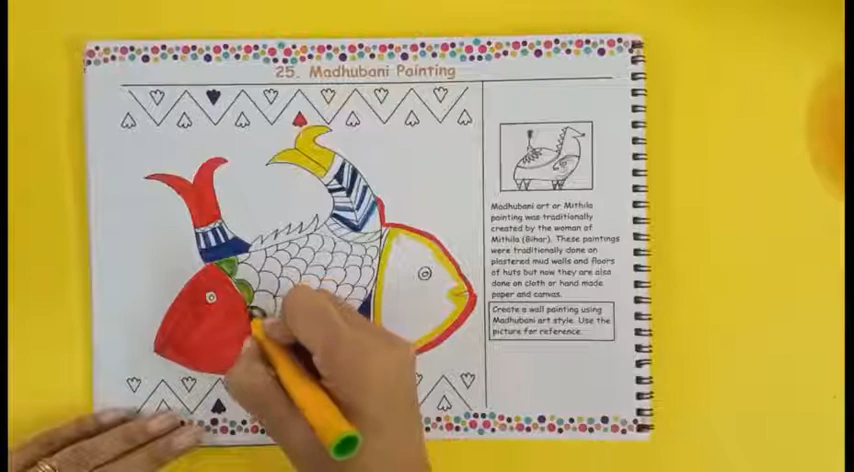 25. Madhubani Painting
Madhubani art or Mithila
painting was traditionally
created by the woman of
Mithila (Bihar). These paintings
were traditionally done on
plastered mud walls and floors
of huts but now they are also
done on cloth or hand made
paper and canvas.
Create a wall painting using
Madhubani art style. Use the
picture for reference.